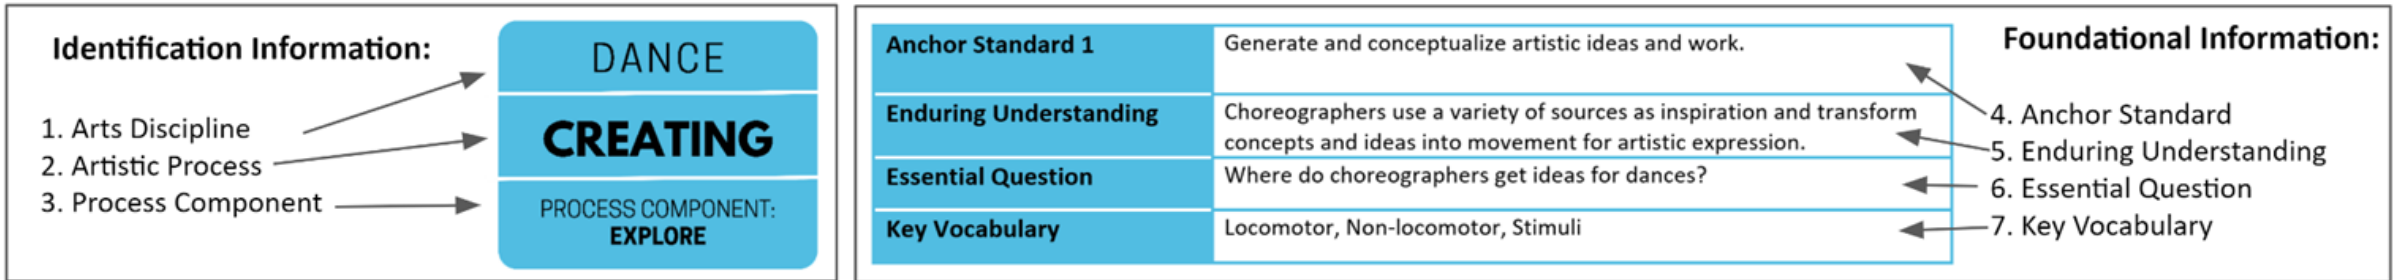 Identification Information:
1. Arts Discipline
2. Artistic Process
3. Process Component
DANCE
CREATING
PROCESS COMPONENT:
EXPLORE
Anchor Standard 1
Generate and conceptualize artistic ideas and work.
Enduring Understanding
Choreographers use a variety of sources as inspiration and transform
concepts and ideas into movement for artistic expression.
Essential Question
Where do choreographers get ideas for dances?
Key Vocabulary
Locomotor, Non-locomotor, Stimuli
Foundational Information:
4. Anchor Standard
5. Enduring Understanding
6. Essential Question
7. Key Vocabulary